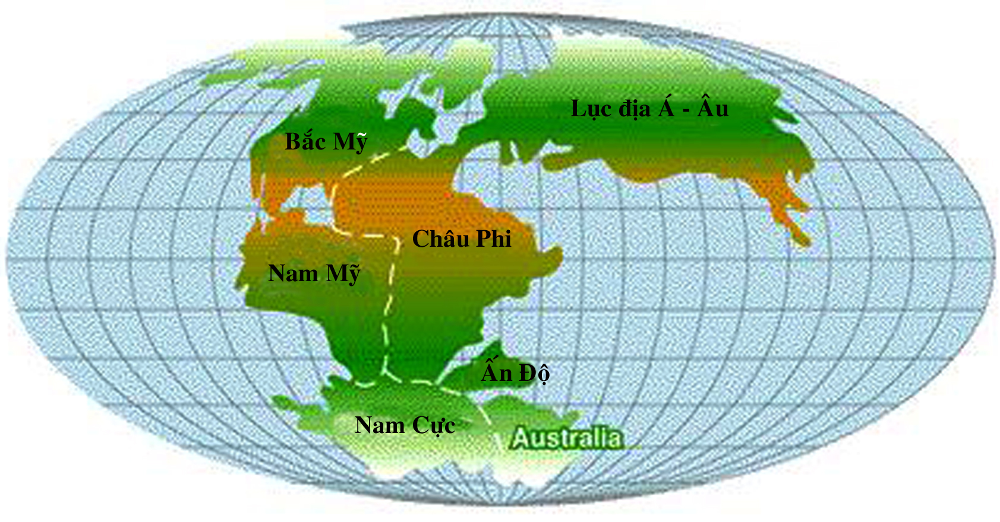 Lục địa Á - Âu
Bắc Mỹ
Châu Phi
Nam Mỹ
Ấn Độ
Nam Cực
Australia